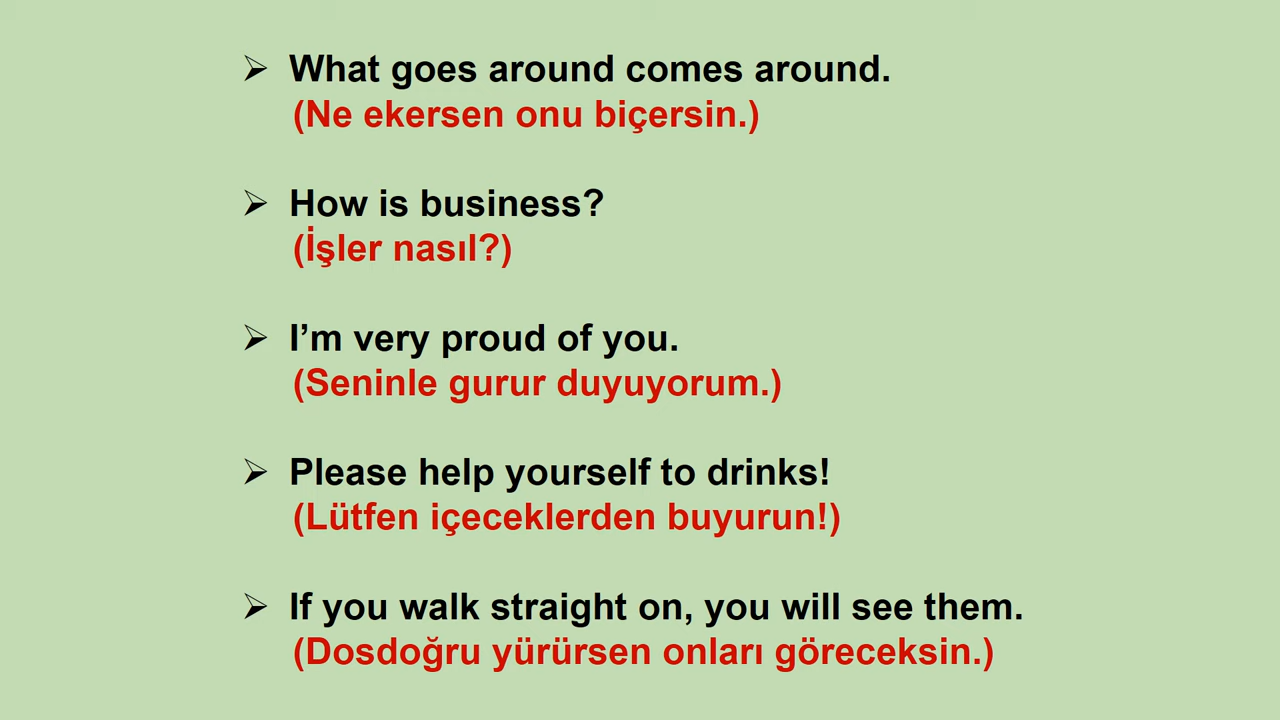 ➢ What goes around comes around.
(Ne ekersen onu biçersin.)
➢ How is business?
(İşler nasıl?)
➢ I’m very proud of you.
(Seninle gurur duyuyorum.)
➢ Please help yourself to drinks!
(Lütfen içeceklerden buyurun!)
➢ If you walk straight on, you will see them.
(Dosdoğru yürürsen onları göreceksin.)